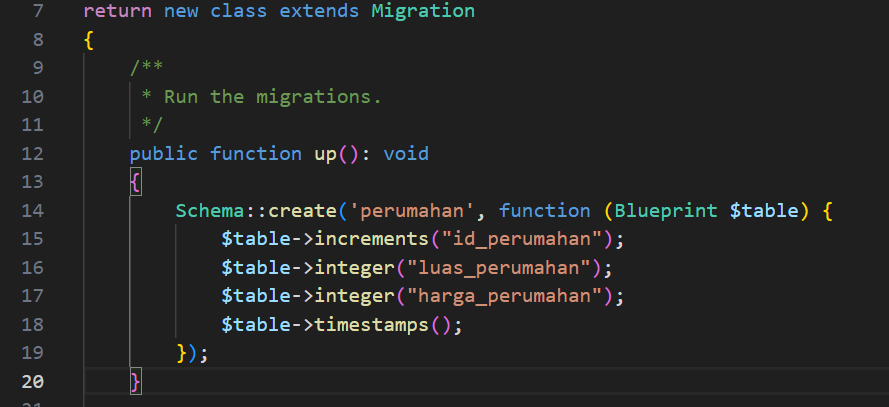 7 return new class extends Migration
8 {
9 /**
10 * Run the migrations.
11 */
12 public function up(): void
13 {
14 Schema::create('perumahan', function (Blueprint $table) {
15 $table->increments("id_perumahan");
16 $table->integer("luas_perumahan");
17 $table->integer("harga_perumahan");
18 $table->timestamps();
19 });
20 }
21